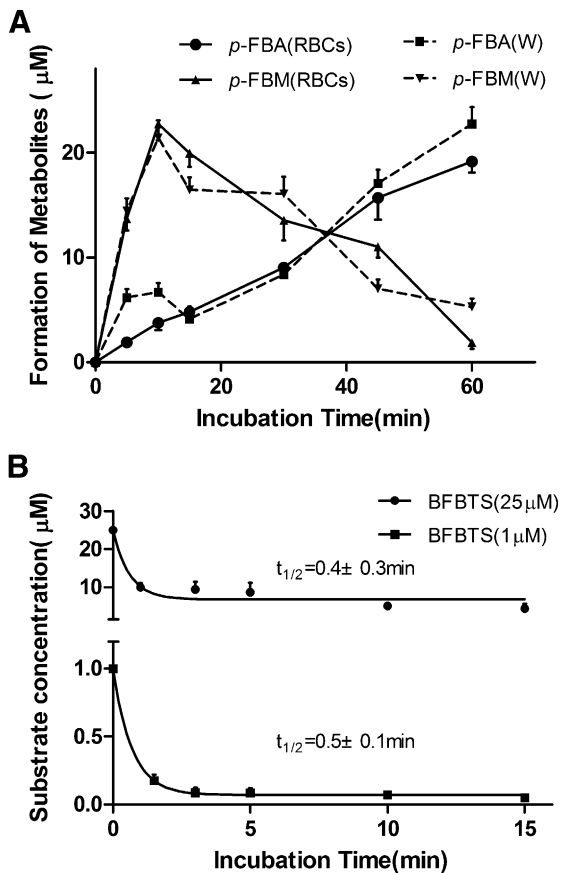 A
p-FBA(RBCs)
p-FBA(W)
p-FBM(RBCs)
p-FBM(W)
Formation of Metabolites ( μM)
20
10
0
0
20
40
60
Incubation Time(min)
B
BFBTS(25μM)
BFBTS(1μM)
Substrate concentration( μM)
30
20
10
t1/2=0.4± 0.3min
1.0
0.5
0.0
t1/2=0.5± 0.1min
0
5
10
15
Incubation Time(min)